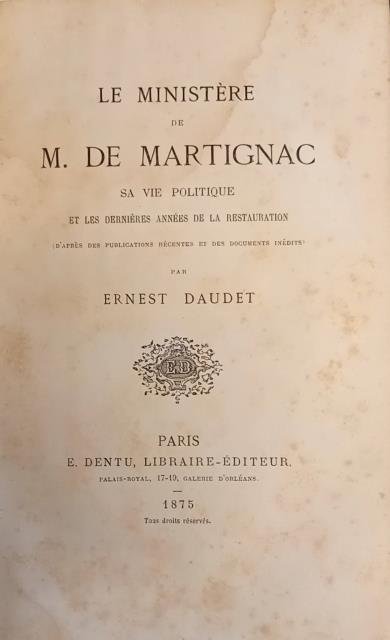 LE MINISTÈRE
DE
M. DE MARTIGNAC
SA VIE POLITIQUE
ET LES DERNIÈRES ANNÉES DE LA RESTAURATION
(D'APRÈS DES PUBLICATIONS RÉCENTES ET DES DOCUMENTS INÉDITS)
PAR
ERNEST DAUDET
ED
PARIS
E. DENTU, LIBRAIRE-ÉDITEUR.
PALAIS-ROYAL, 17-19, GALERIE D'ORLÉANS.
1875
Tous droits réservés.